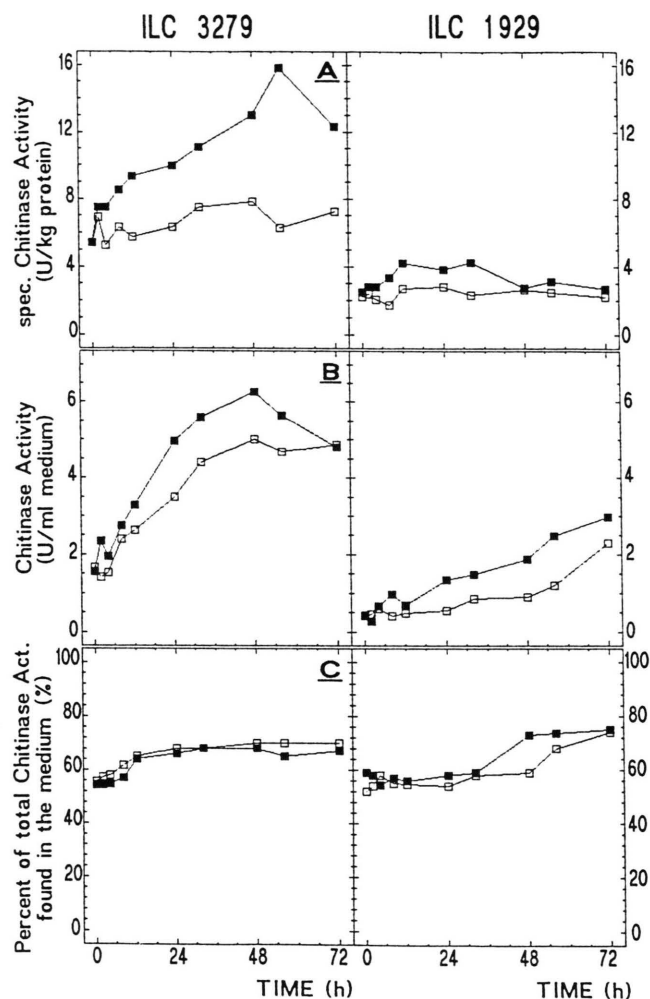 ILC 3279
ILC 1929
A
16
12
8
4
0
16
12
8
4
0
spec. Chitinase Activity
(U/kg protein)
B
6
4
2
0
6
4
2
0
Chitinase Activity
(U/ml medium)
C
100
80
60
40
20
0
100
80
60
40
20
0
Percent of total Chitinase Act.
found in the medium (%)
0 24 48 72
0 24 48 72
TIME (h)
TIME (h)